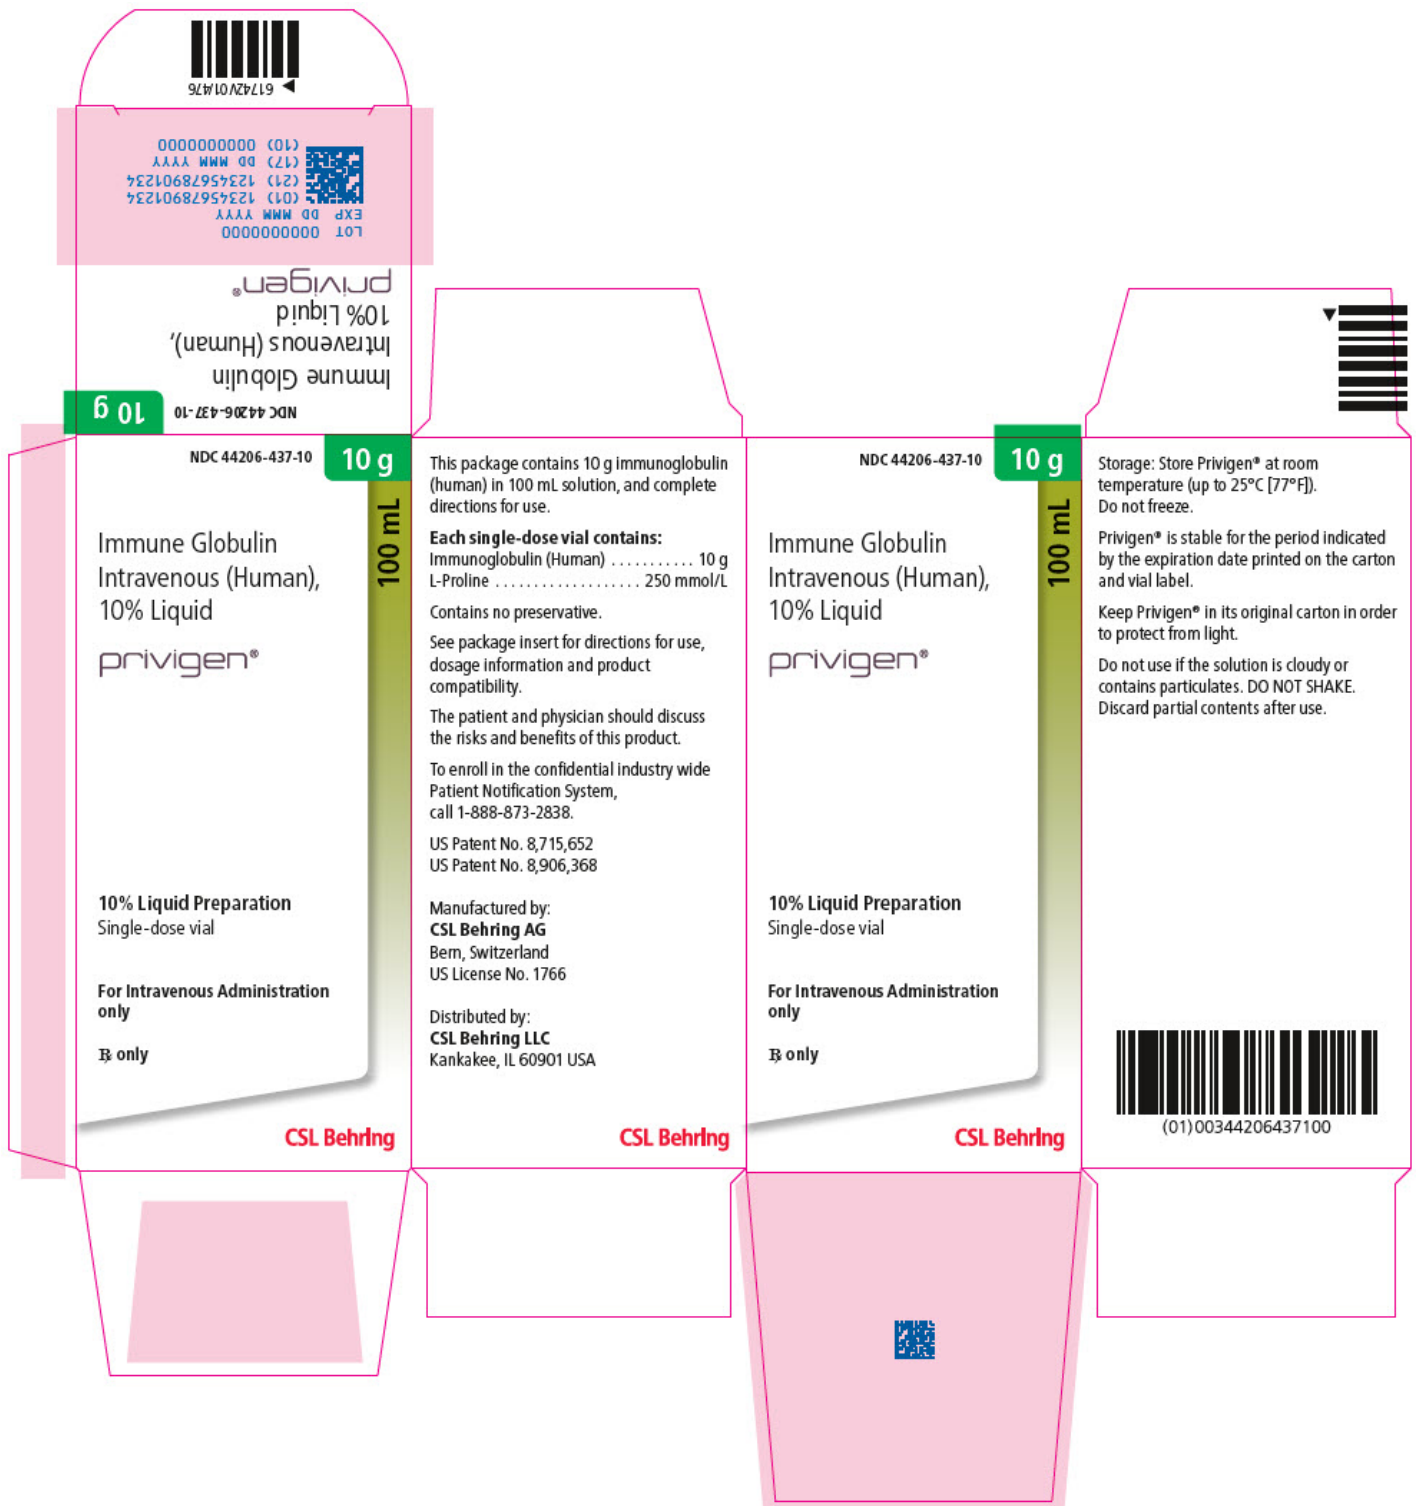 61742V01/476
LOT 0000000000
EXP DD MMM YYYY
(01) 12345678901234
(21) 12345678901234
(17) DD MMM YYYY
(10) 0000000000
privigen®
Immune Globulin
Intravenous (Human),
10% Liquid
NDC 44206-437-10
10 g
NDC 44206-437-10
10 g
100 mL
Immune Globulin
Intravenous (Human),
10% Liquid
privigen®
10% Liquid Preparation
Single-dose vial
For Intravenous Administration
only
℞ only
CSL Behring
This package contains 10 g immunoglobulin
(human) in 100 mL solution, and complete
directions for use.
Each single-dose vial contains:
Immunoglobulin (Human) . . . . . . . . . . . 10 g
L-Proline . . . . . . . . . . . . . . . . . . . 250 mmol/L
Contains no preservative.
See package insert for directions for use,
dosage information and product
compatibility.
The patient and physician should discuss
the risks and benefits of this product.
To enroll in the confidential industry wide
Patient Notification System,
call 1-888-873-2838.
US Patent No. 8,715,652
US Patent No. 8,906,368
Manufactured by:
CSL Behring AG
Bern, Switzerland
US License No. 1766
Distributed by:
CSL Behring LLC
Kankakee, IL 60901 USA
CSL Behring
NDC 44206-437-10
10 g
100 mL
Immune Globulin
Intravenous (Human),
10% Liquid
privigen®
10% Liquid Preparation
Single-dose vial
For Intravenous Administration
only
℞ only
CSL Behring
Storage: Store Privigen® at room
temperature (up to 25°C [77°F]).
Do not freeze.
Privigen® is stable for the period indicated
by the expiration date printed on the carton
and vial label.
Keep Privigen® in its original carton in order
to protect from light.
Do not use if the solution is cloudy or
contains particulates. DO NOT SHAKE.
Discard partial contents after use.
(01)00344206437100